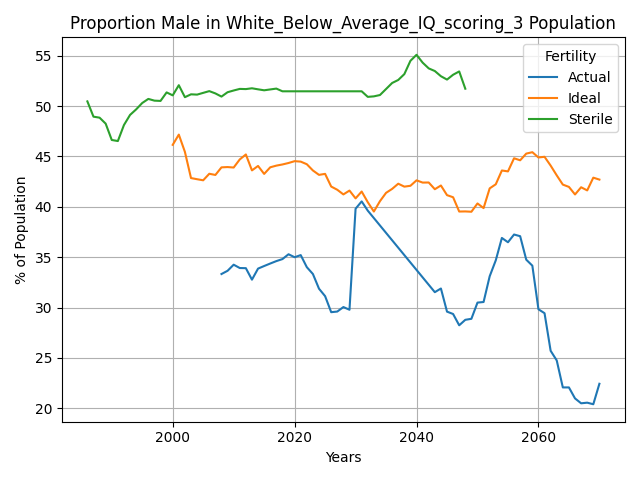 Proportion Male in White_Below_Average_IQ_scoring_3 Population
% of Population
55
50
45
40
35
30
25
20
Fertility
Actual
Ideal
Sterile
2000 2020 2040 2060
Years